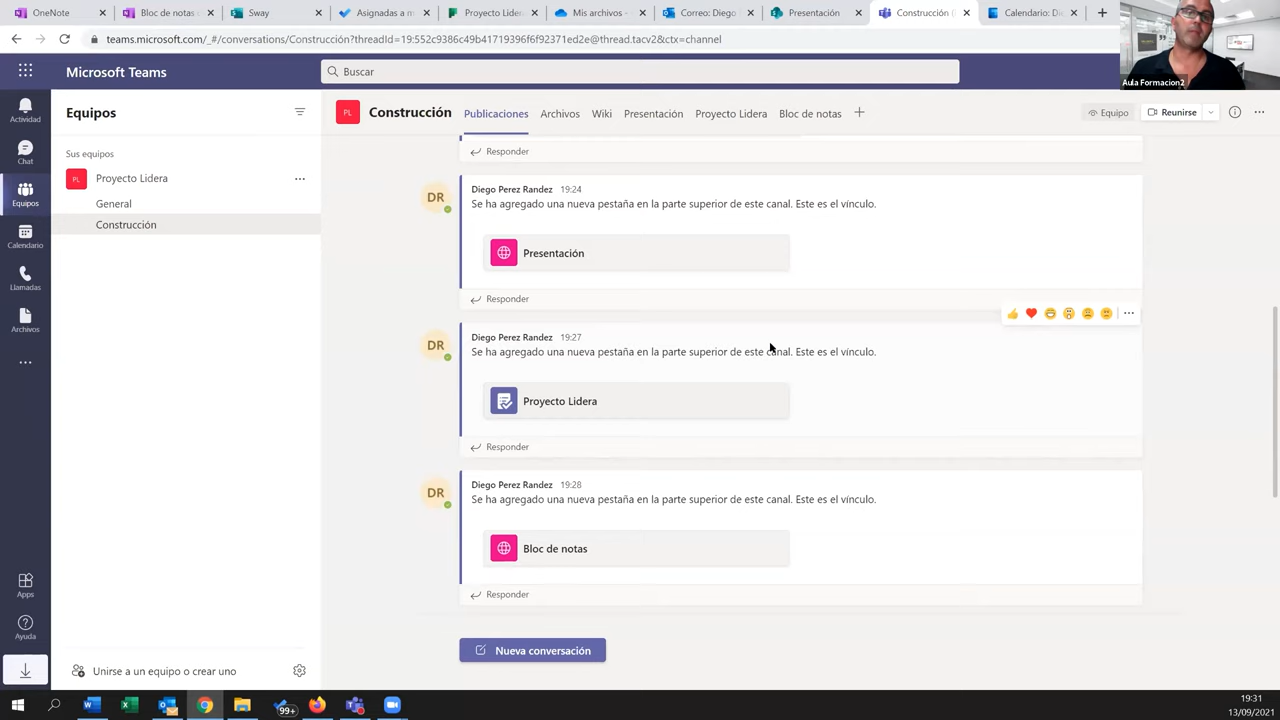 OneNote
Bloc de notas
Sway
Asignadas a m
Proyecto Lider
Mis archivos -
Correo: Diego
Presentación
Construcción (
Calendario: Die
teams.microsoft.com/_#/conversations/Construcción?threadId=19:552c9386c49b41719396f6f92371ed2e@thread.tacv2&ctx=channel
Microsoft Teams
Buscar
Aula Formacion2
Actividad
Chat
Equipos
Calendario
Llamadas
Archivos
Apps
Ayuda
Equipos
Sus equipos
PL
Proyecto Lidera
General
Construcción
Unirse a un equipo o crear uno
PL
Construcción
Publicaciones
Archivos
Wiki
Presentación
Proyecto Lidera
Bloc de notas
Equipo
Reunirse
Responder
DR
Diego Perez Randez 19:24
Se ha agregado una nueva pestaña en la parte superior de este canal. Este es el vínculo.
Presentación
Responder
DR
Diego Perez Randez 19:27
Se ha agregado una nueva pestaña en la parte superior de este canal. Este es el vínculo.
Proyecto Lidera
Responder
DR
Diego Perez Randez 19:28
Se ha agregado una nueva pestaña en la parte superior de este canal. Este es el vínculo.
Bloc de notas
Responder
Nueva conversación
99+
19:31
13/09/2021